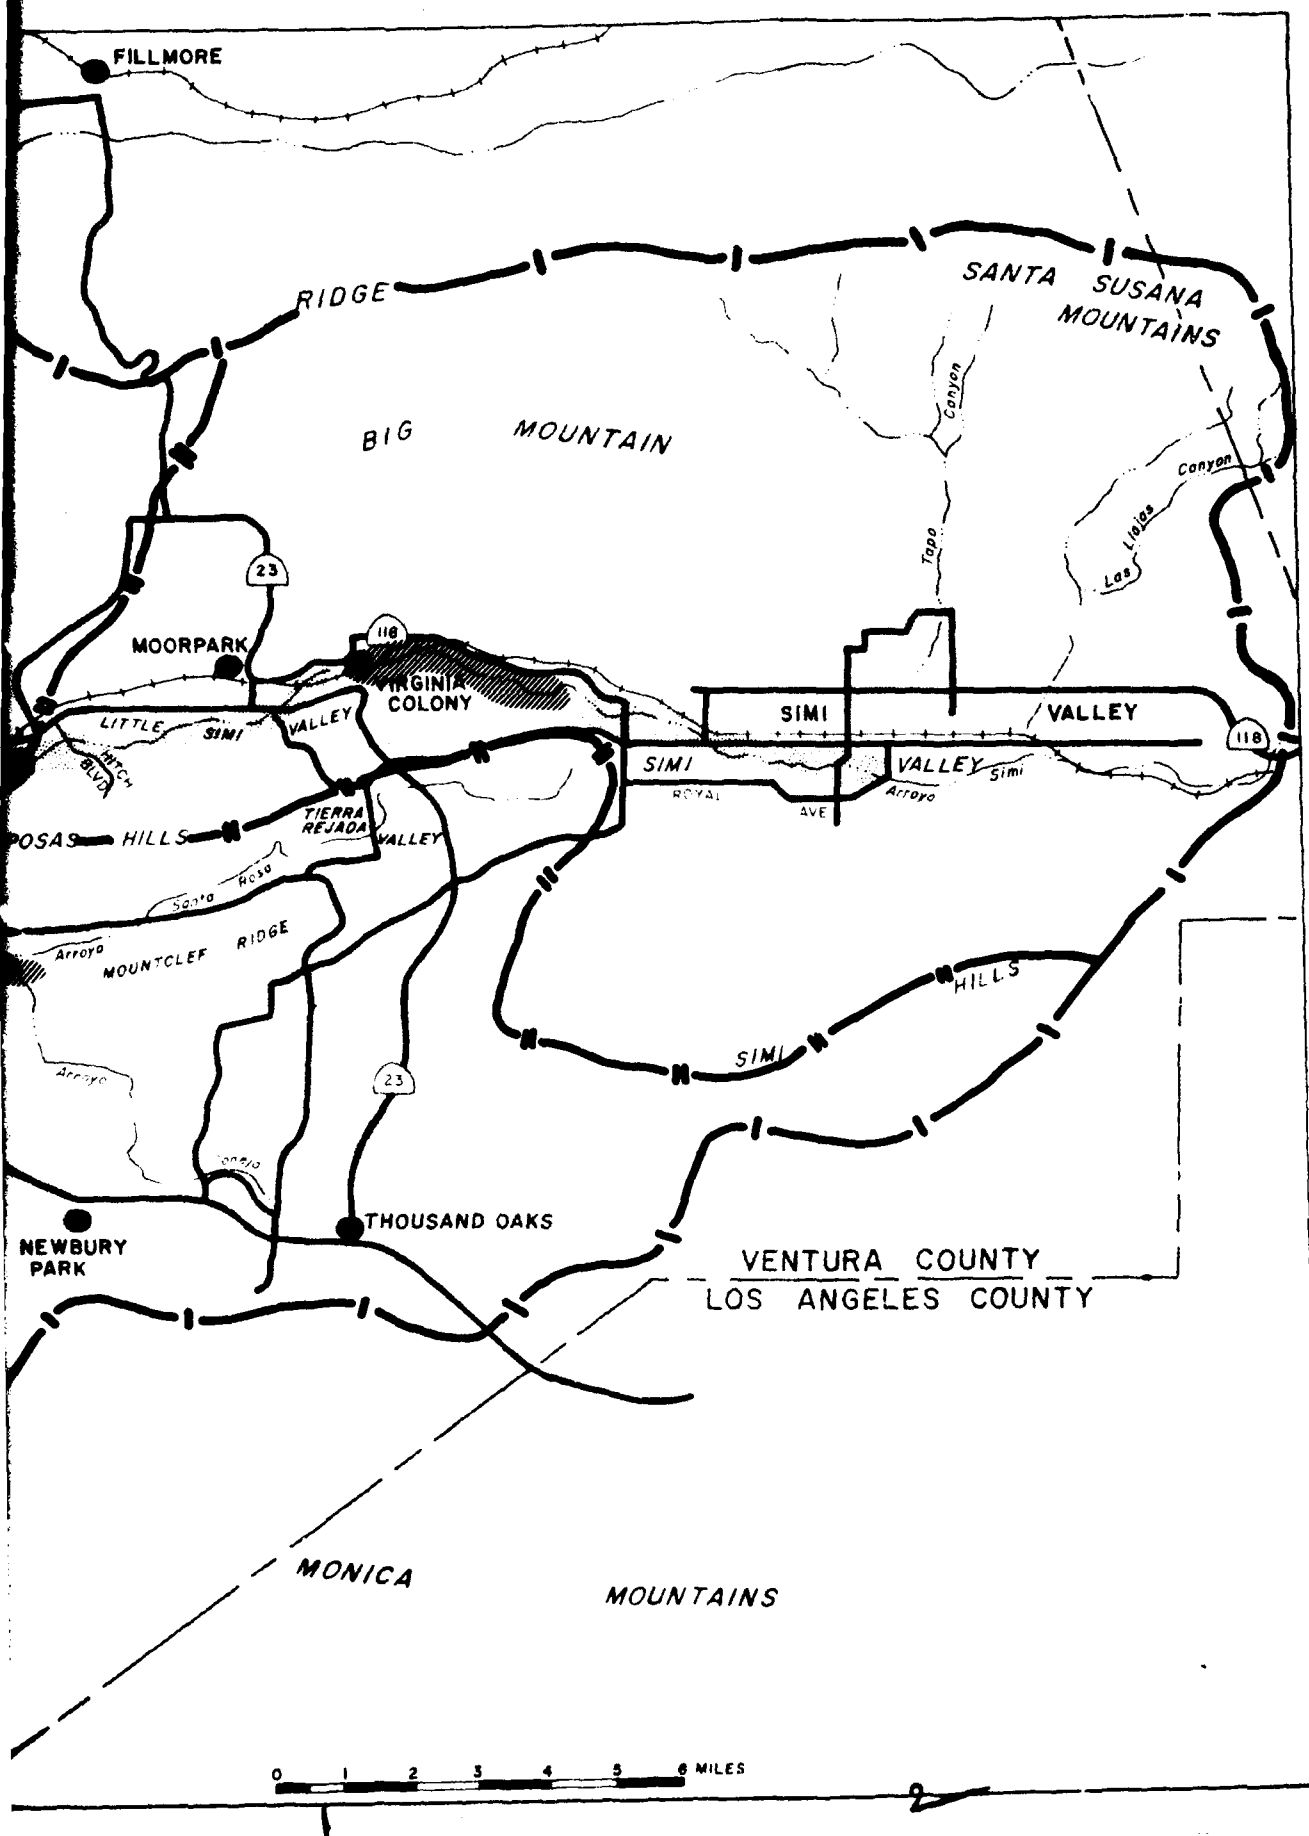 FILLMORE
RIDGE
SANTA SUSANA
MOUNTAINS
BIG MOUNTAIN
Canyon
Canyon
Tapo
Llajas
Las
23
118
MOORPARK
VIRGINIA
COLONY
LITTLE SIMI VALLEY
SIMI VALLEY
118
HITCH
BLVD
SIMI VALLEY
Simi
Arroyo
ROYAL
AVE
TIERRA
REJADA
VALLEY
POSAS HILLS
Santa Rosa
Arroyo
MOUNTCLEF RIDGE
HILLS
SIMI
Arroyo
23
THOUSAND OAKS
NEWBURY
PARK
VENTURA COUNTY
LOS ANGELES COUNTY
MONICA
MOUNTAINS
0 1 2 3 4 5 6 MILES